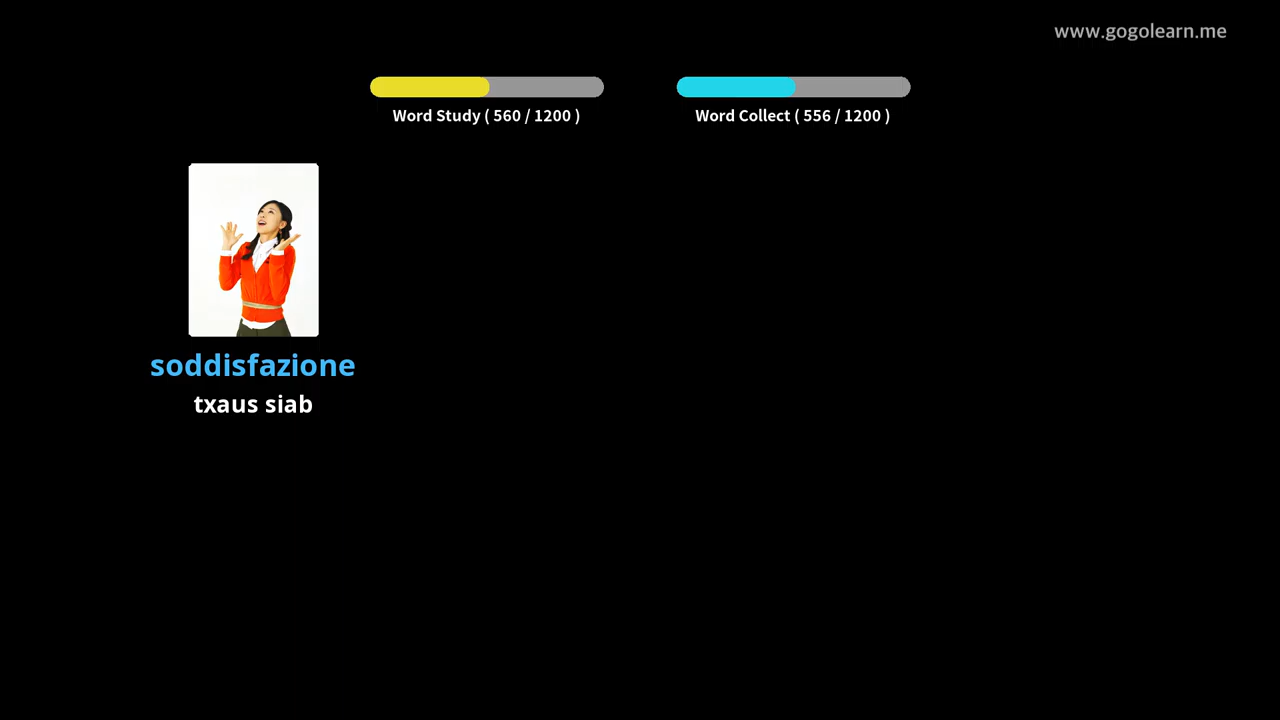 www.gogolearn.me
Word Study ( 560 / 1200 )
Word Collect ( 556 / 1200 )
soddisfazione
txaus siab